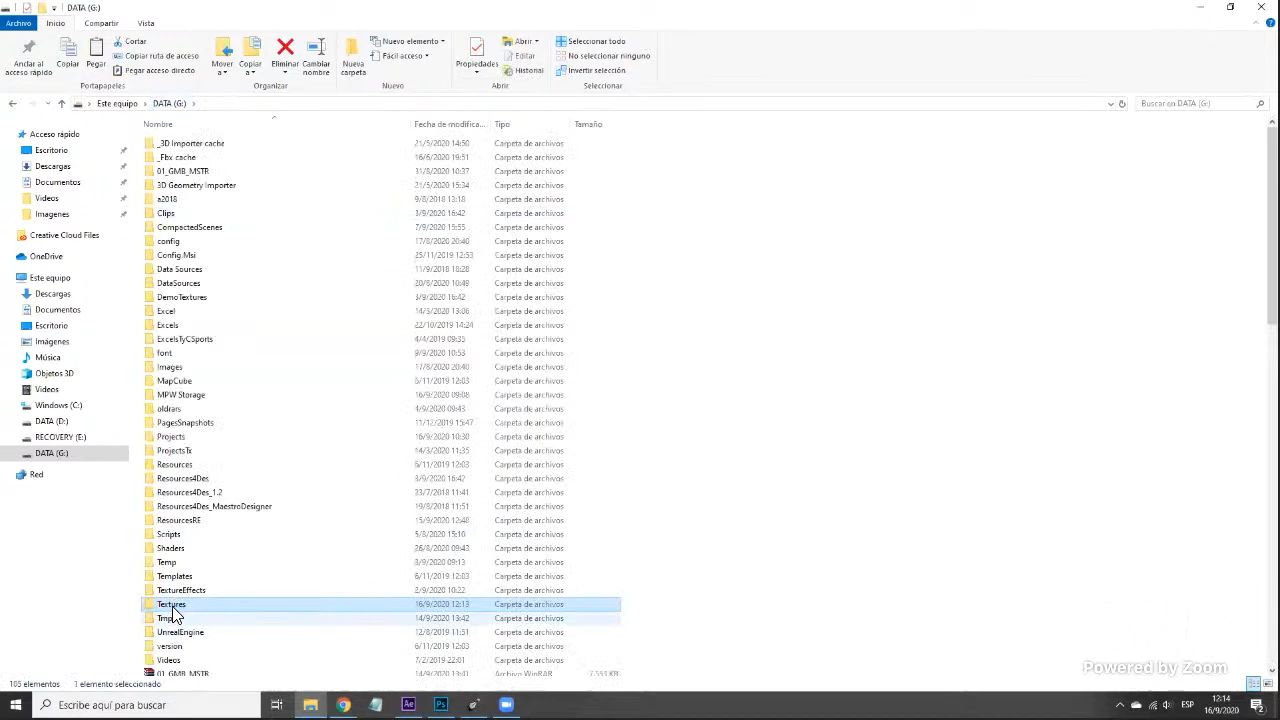 DATA (G:)
Archivo Inicio Compartir Vista
Anclar al acceso rápido
Copiar
Pegar
Cortar
Copiar ruta de acceso
Pegar acceso directo
Portapapeles
Mover a
Copiar a
Eliminar
Cambiar nombre
Organizar
Nueva carpeta
Nuevo elemento
Fácil acceso
Nuevo
Propiedades
Abrir
Editar
Historial
Abrir
Seleccionar todo
No seleccionar ninguno
Invertir selección
Seleccionar
Este equipo > DATA (G:) >
Buscar en DATA (G:)
Acceso rápido
Escritorio
Descargas
Documentos
Videos
Imagenes
Creative Cloud Files
OneDrive
Este equipo
Descargas
Documentos
Escritorio
Imágenes
Música
Objetos 3D
Videos
Windows (C:)
DATA (D:)
RECOVERY (E:)
DATA (G:)
Red
Nombre Fecha de modifica... Tipo Tamaño
_3D Importer cache 21/5/2020 14:50 Carpeta de archivos
_Fbx cache 16/6/2020 19:51 Carpeta de archivos
01_GMB_MSTR 31/8/2020 10:37 Carpeta de archivos
3D Geometry Importer 21/5/2020 15:34 Carpeta de archivos
a2018 9/8/2018 13:18 Carpeta de archivos
Clips 3/9/2020 16:42 Carpeta de archivos
CompactedScenes 7/9/2020 15:55 Carpeta de archivos
config 17/8/2020 20:40 Carpeta de archivos
Config.Msi 25/11/2019 12:53 Carpeta de archivos
Data Sources 11/9/2018 18:28 Carpeta de archivos
DataSources 20/8/2020 10:49 Carpeta de archivos
DemoTextures 3/9/2020 16:42 Carpeta de archivos
Excel 14/5/2020 13:06 Carpeta de archivos
Excels 22/10/2019 14:24 Carpeta de archivos
ExcelsTyCSports 4/4/2019 09:35 Carpeta de archivos
font 9/9/2020 10:53 Carpeta de archivos
Images 17/8/2020 20:40 Carpeta de archivos
MapCube 6/11/2019 12:03 Carpeta de archivos
MPW Storage 16/9/2020 09:08 Carpeta de archivos
oldrars 4/9/2020 09:43 Carpeta de archivos
PagesSnapshots 11/12/2019 15:47 Carpeta de archivos
Projects 16/9/2020 10:30 Carpeta de archivos
ProjectsTx 14/3/2020 11:35 Carpeta de archivos
Resources 6/11/2019 12:03 Carpeta de archivos
Resources4Des 3/9/2020 16:42 Carpeta de archivos
Resources4Des_1.2 23/7/2018 11:41 Carpeta de archivos
Resources4Des_MaestroDesigner 19/8/2018 11:51 Carpeta de archivos
ResourcesRE 15/9/2020 12:48 Carpeta de archivos
Scripts 5/8/2020 15:10 Carpeta de archivos
Shaders 26/8/2020 09:43 Carpeta de archivos
Temp 8/9/2020 09:13 Carpeta de archivos
Templates 6/11/2019 12:03 Carpeta de archivos
TextureEffects 2/9/2020 10:22 Carpeta de archivos
Textures 16/9/2020 12:13 Carpeta de archivos
14/9/2020 13:42 Carpeta de archivos
UnrealEngine 12/8/2019 11:51 Carpeta de archivos
version 6/11/2019 12:03 Carpeta de archivos
Videos 7/2/2019 22:01 Carpeta de archivos
01_GMB_MSTR 14/9/2020 13:41 Archivo WinRAR 7.553 KB
165 elementos 1 elemento seleccionado
Powered by Zoom
Escribe aquí para buscar
Ae
Ps
ESP
12:14
16/9/2020
2